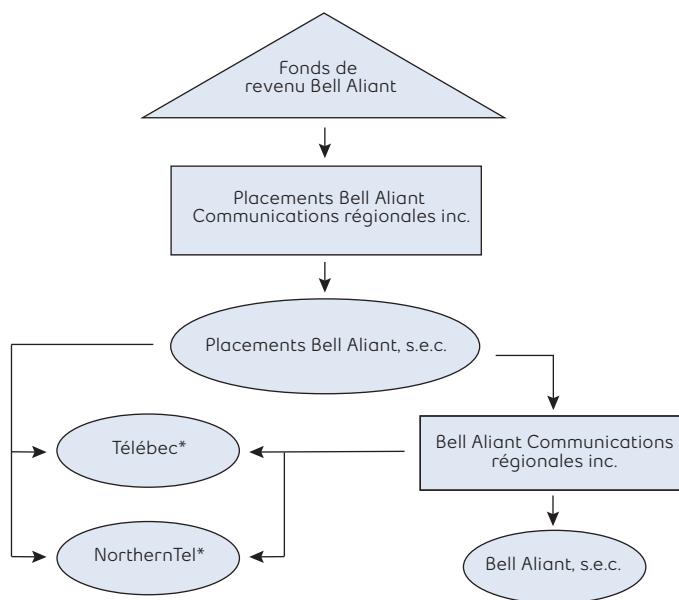 Fonds de
revenu Bell Aliant
Placements Bell Aliant
Communications régionales inc.
Placements Bell Aliant, s.e.c.
Télébec*
Bell Aliant Communications
régionales inc.
NorthernTel*
Bell Aliant, s.e.c.